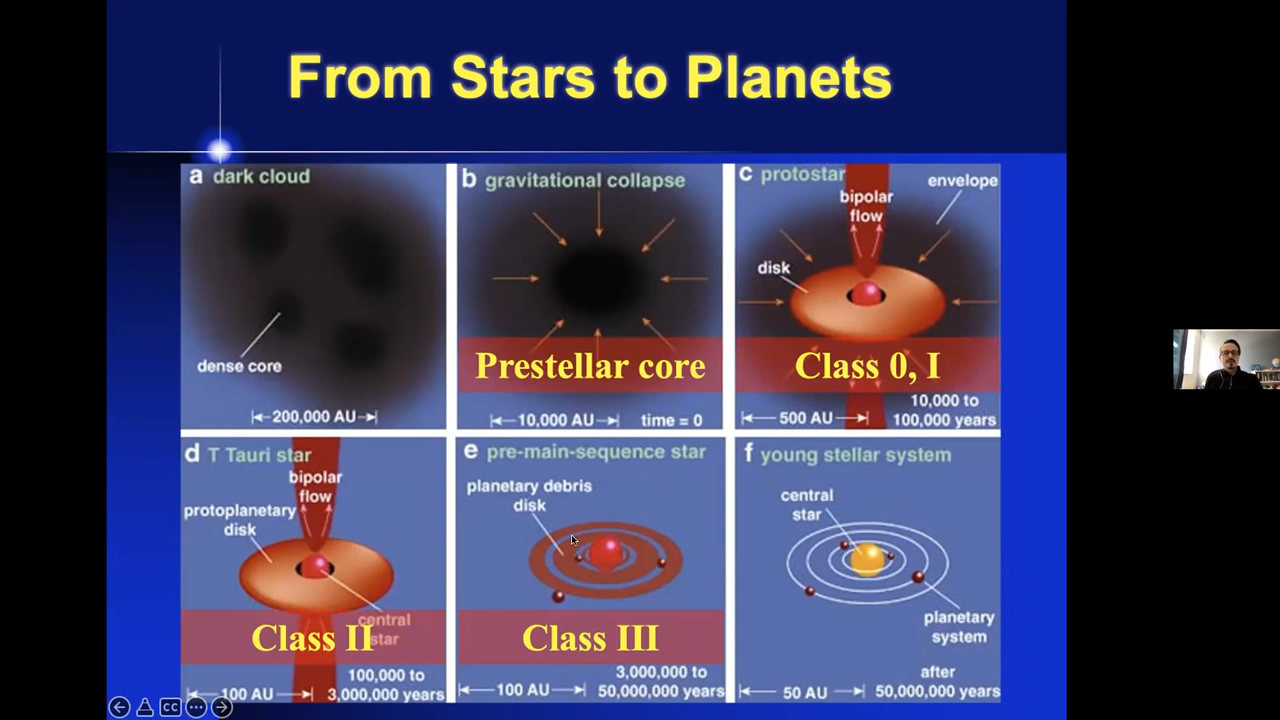 From Stars to Planets
a dark cloud
dense core
200,000 AU
b gravitational collapse
Prestellar core
10,000 AU time = 0
c protostar
envelope
bipolar
flow
disk
Class 0, I
500 AU
10,000 to
100,000 years
d T Tauri star
bipolar
flow
protoplanetary
disk
central
star
Class II
100 AU
100,000 to
3,000,000 years
e pre-main-sequence star
planetary debris
disk
Class III
100 AU
3,000,000 to
50,000,000 years
f young stellar system
central
star
planetary
system
50 AU
after
50,000,000 years
CC